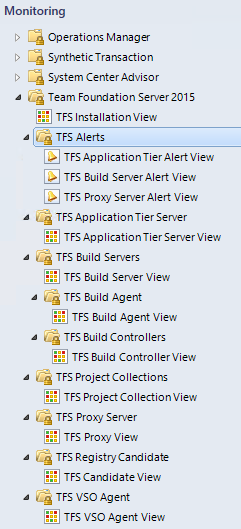 Monitoring
Operations Manager
Synthetic Transaction
System Center Advisor
Team Foundation Server 2015
TFS Installation View
TFS Alerts
TFS Application Tier Alert View
TFS Build Server Alert View
TFS Proxy Server Alert View
TFS Application Tier Server
TFS Application Tier Server View
TFS Build Servers
TFS Build Server View
TFS Build Agent
TFS Build Agent View
TFS Build Controllers
TFS Build Controller View
TFS Project Collections
TFS Project Collection View
TFS Proxy Server
TFS Proxy View
TFS Registry Candidate
TFS Candidate View
TFS VSO Agent
TFS VSO Agent View